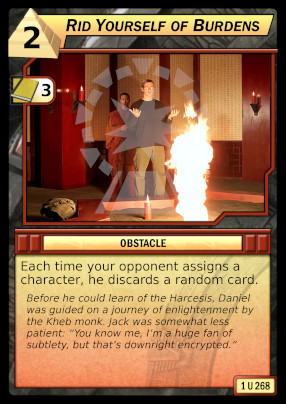 2
RID YOURSELF OF BURDENS
3
OBSTACLE
Each time your opponent assigns a
character, he discards a random card.
Before he could learn of the Harcesis, Daniel
was guided on a journey of enlightenment by
the Kheb monk. Jack was somewhat less
patient: "You know me, I'm a huge fan of
subtlety, but that's downright encrypted."
1 U 268